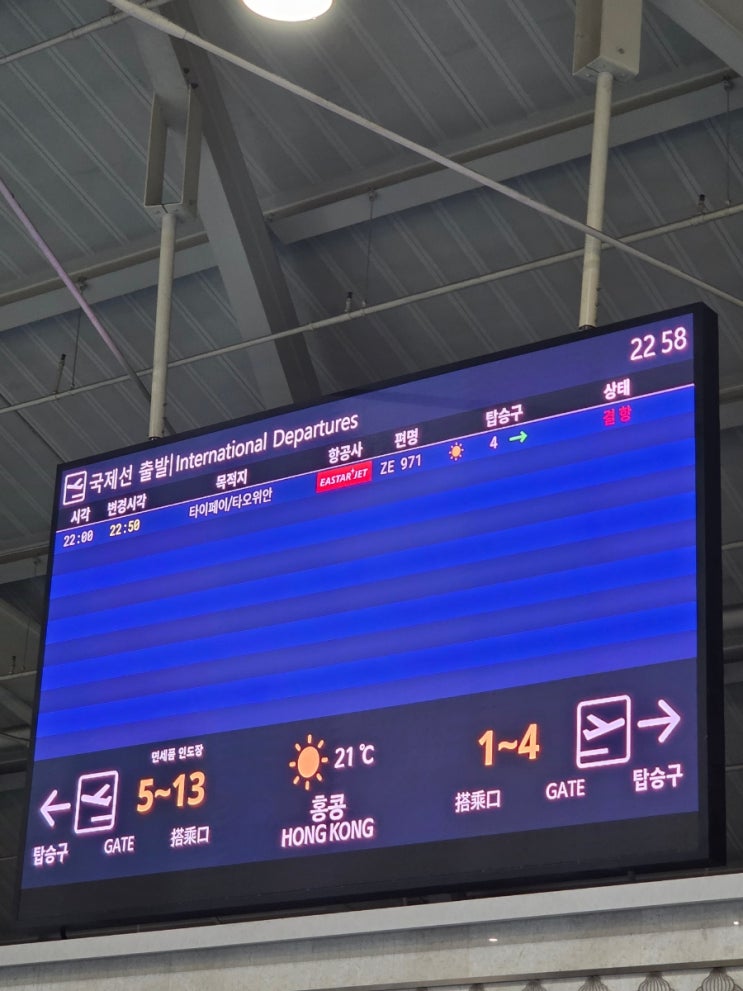 22 58
국제선 출발|International Departures
시각 변경시각 목적지 항공사 편명 탑승구 상태
22:00 22:50 타이페이/타오위안 EASTAR JET ZE 971 4 → 결항
면세품 인도장
← 5~13 21℃ 1~4 →
탑승구 GATE 搭乘口 홍콩 搭乘口 GATE 탑승구
HONG KONG